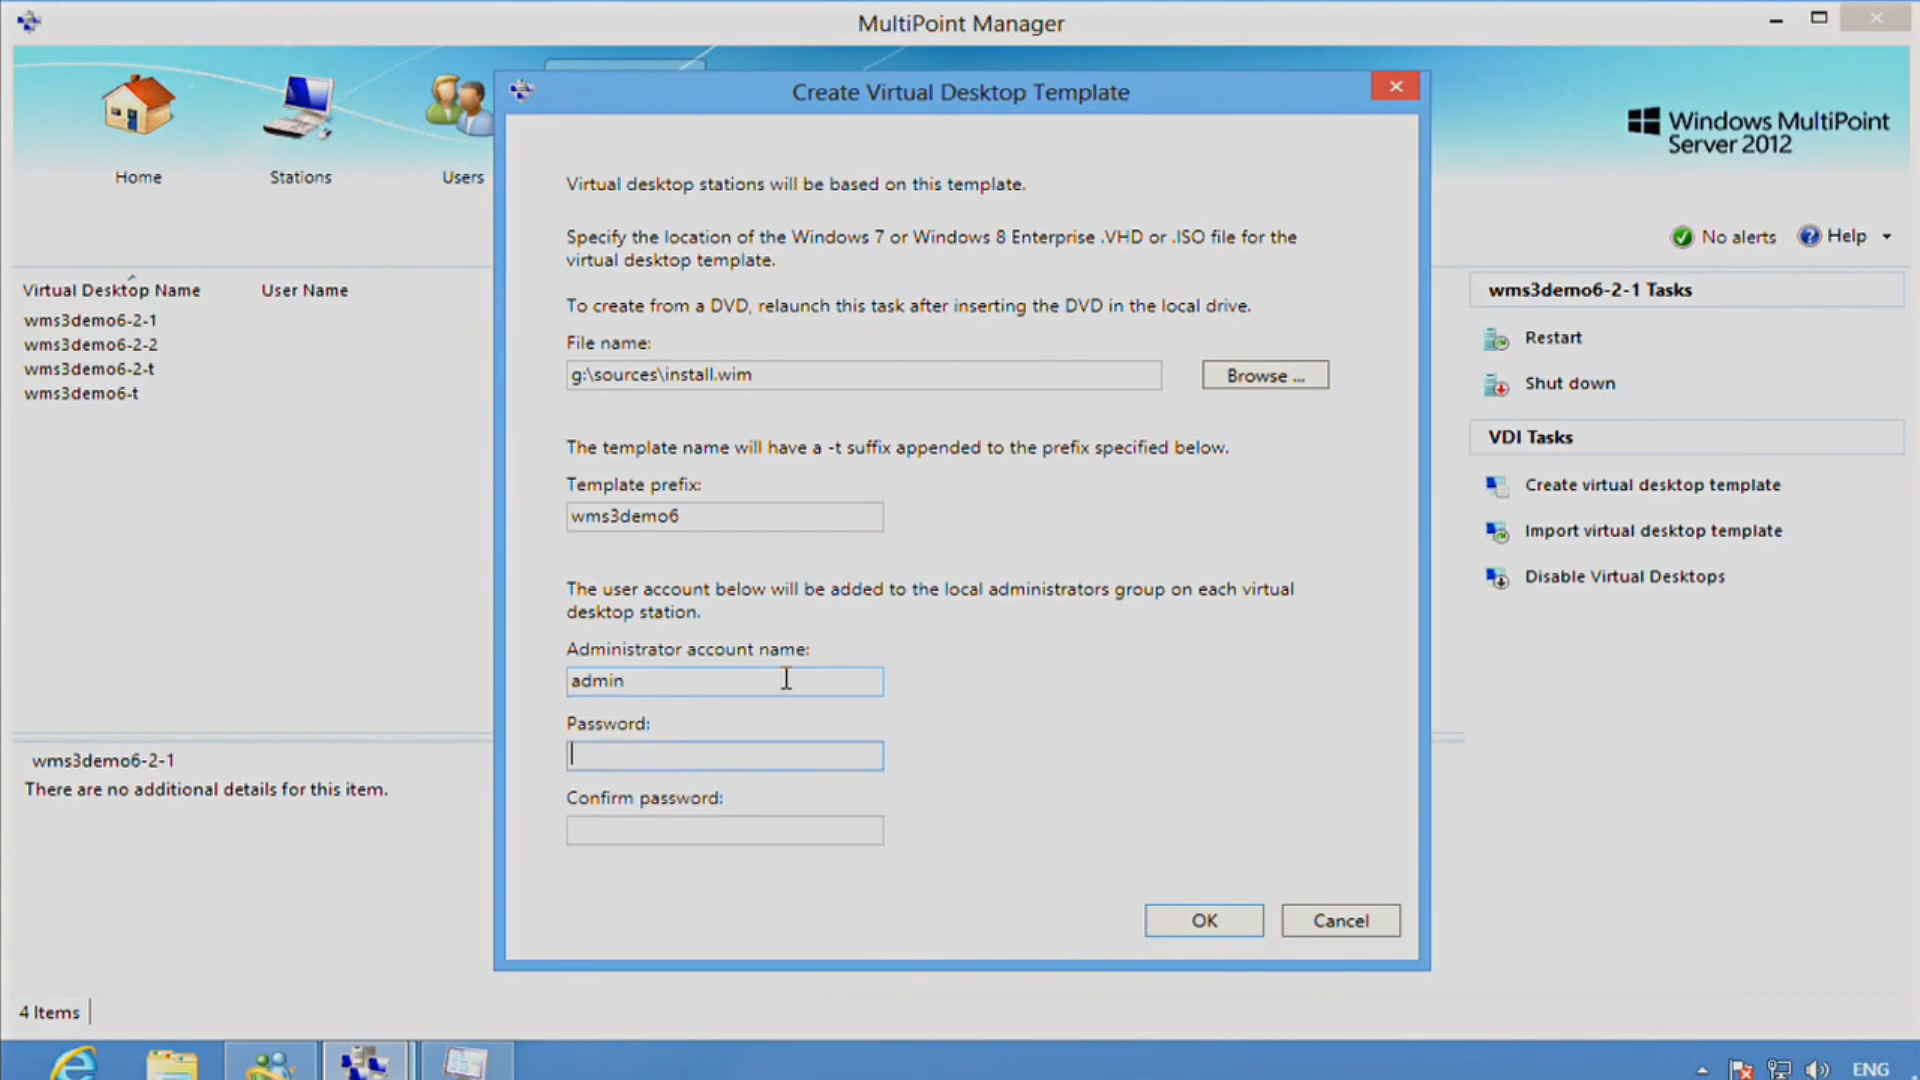 MultiPoint Manager
Home
Stations
Users
Windows MultiPoint
Server 2012
No alerts
Help
Virtual Desktop Name
User Name
wms3demo6-2-1
wms3demo6-2-2
wms3demo6-2-t
wms3demo6-t
wms3demo6-2-1
There are no additional details for this item.
4 Items
Create Virtual Desktop Template
Virtual desktop stations will be based on this template.
Specify the location of the Windows 7 or Windows 8 Enterprise .VHD or .ISO file for the
virtual desktop template.
To create from a DVD, relaunch this task after inserting the DVD in the local drive.
File name:
g:\sources\install.wim
Browse ...
The template name will have a -t suffix appended to the prefix specified below.
Template prefix:
wms3demo6
The user account below will be added to the local administrators group on each virtual
desktop station.
Administrator account name:
admin
Password:
Confirm password:
OK
Cancel
wms3demo6-2-1 Tasks
Restart
Shut down
VDI Tasks
Create virtual desktop template
Import virtual desktop template
Disable Virtual Desktops
ENG